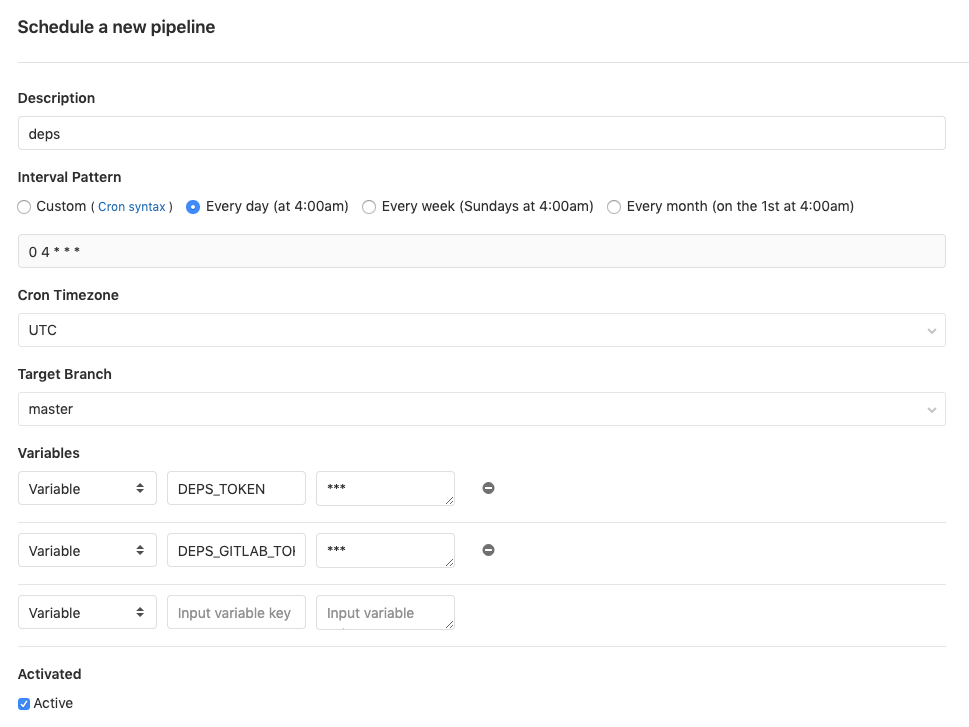 Schedule a new pipeline
Description
deps
Interval Pattern
Custom ( Cron syntax ) Every day (at 4:00am) Every week (Sundays at 4:00am) Every month (on the 1st at 4:00am)
0 4 * * *
Cron Timezone
UTC
Target Branch
master
Variables
Variable DEPS_TOKEN ***
Variable DEPS_GITLAB_TO ***
Variable Input variable key Input variable
Activated
Active